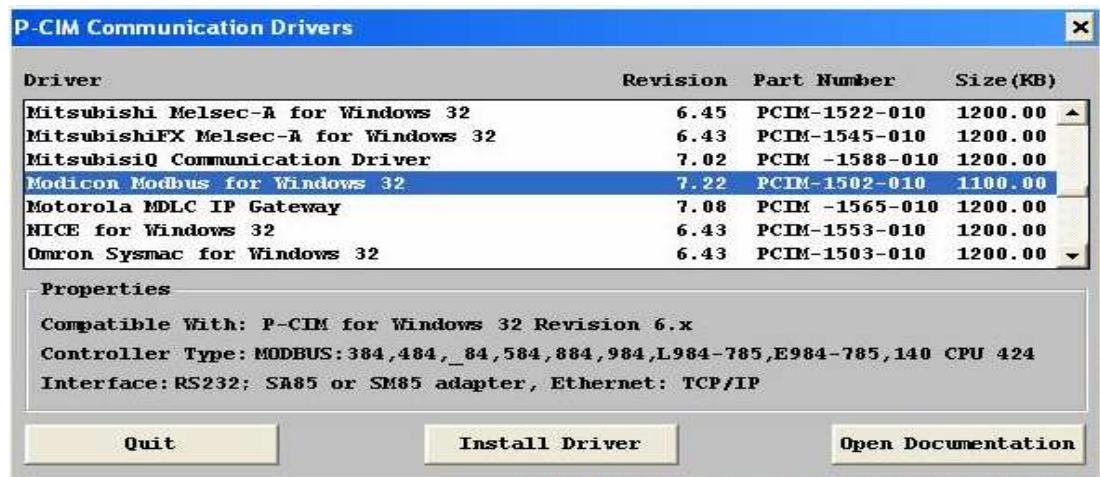 P-CIM Communication Drivers
Driver Revision Part Number Size(KB)
Mitsubishi Melsec-A for Windows 32 6.45 PCIM-1522-010 1200.00
MitsubishiFX Melsec-A for Windows 32 6.43 PCIM-1545-010 1200.00
MitsubisiQ Communication Driver 7.02 PCIM -1588-010 1200.00
Modicon Modbus for Windows 32 7.22 PCIM-1502-010 1100.00
Motorola MDLC IP Gateway 7.08 PCIM -1565-010 1200.00
NICE for Windows 32 6.43 PCIM-1553-010 1200.00
Omron Sysmac for Windows 32 6.43 PCIM-1503-010 1200.00
Properties
Compatible With: P-CIM for Windows 32 Revision 6.x
Controller Type: MODBUS:384,484,_84,584,884,984,L984-785,E984-785,140 CPU 424
Interface: RS232; SA85 or SM85 adapter, Ethernet: TCP/IP
Quit Install Driver Open Documentation